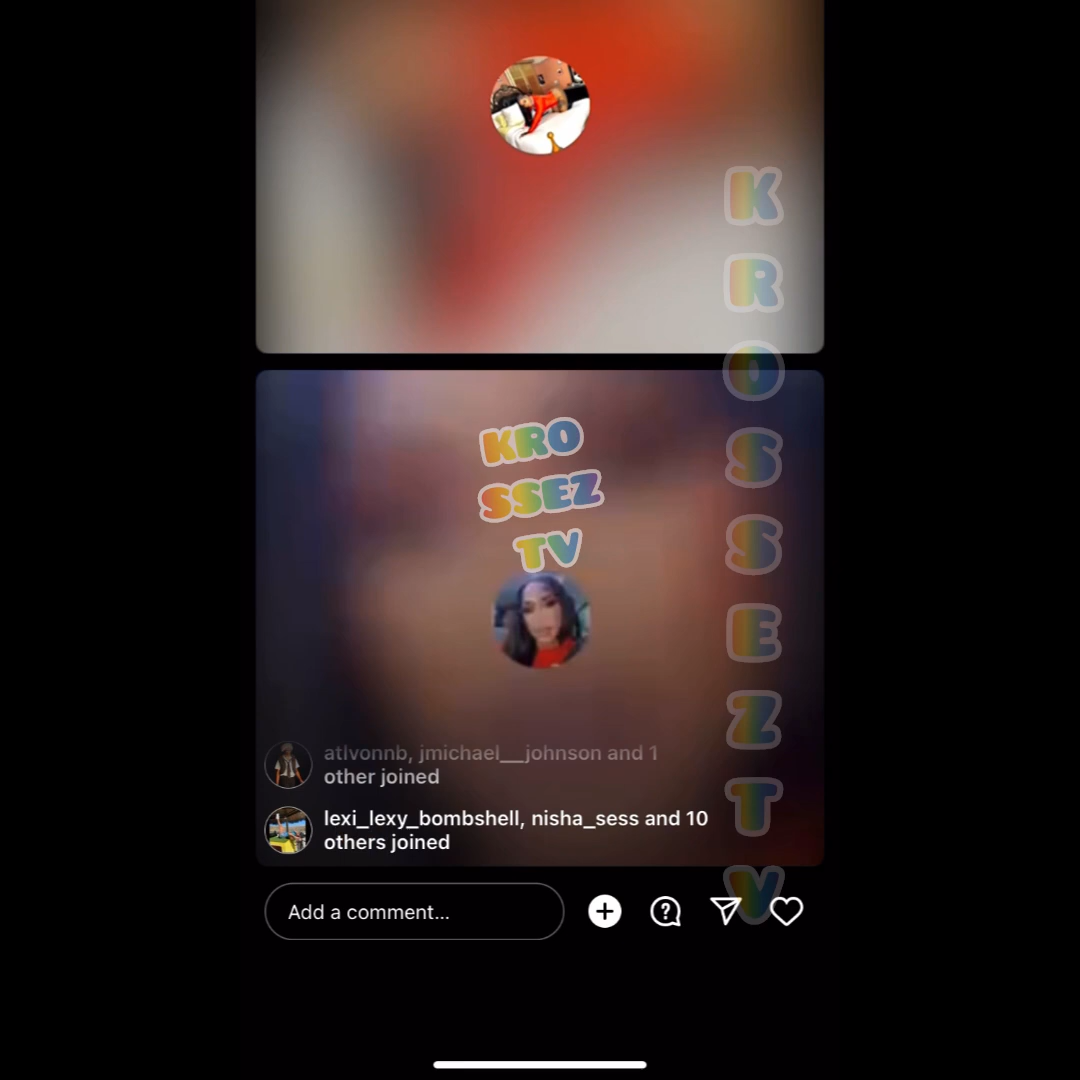 KRO
SSEZ
TV
K
R
O
S
S
E
Z
T
V
atlvonnb, jmichael__johnson and 1
other joined
lexi_lexy_bombshell, nisha_sess and 10
others joined
Add a comment...